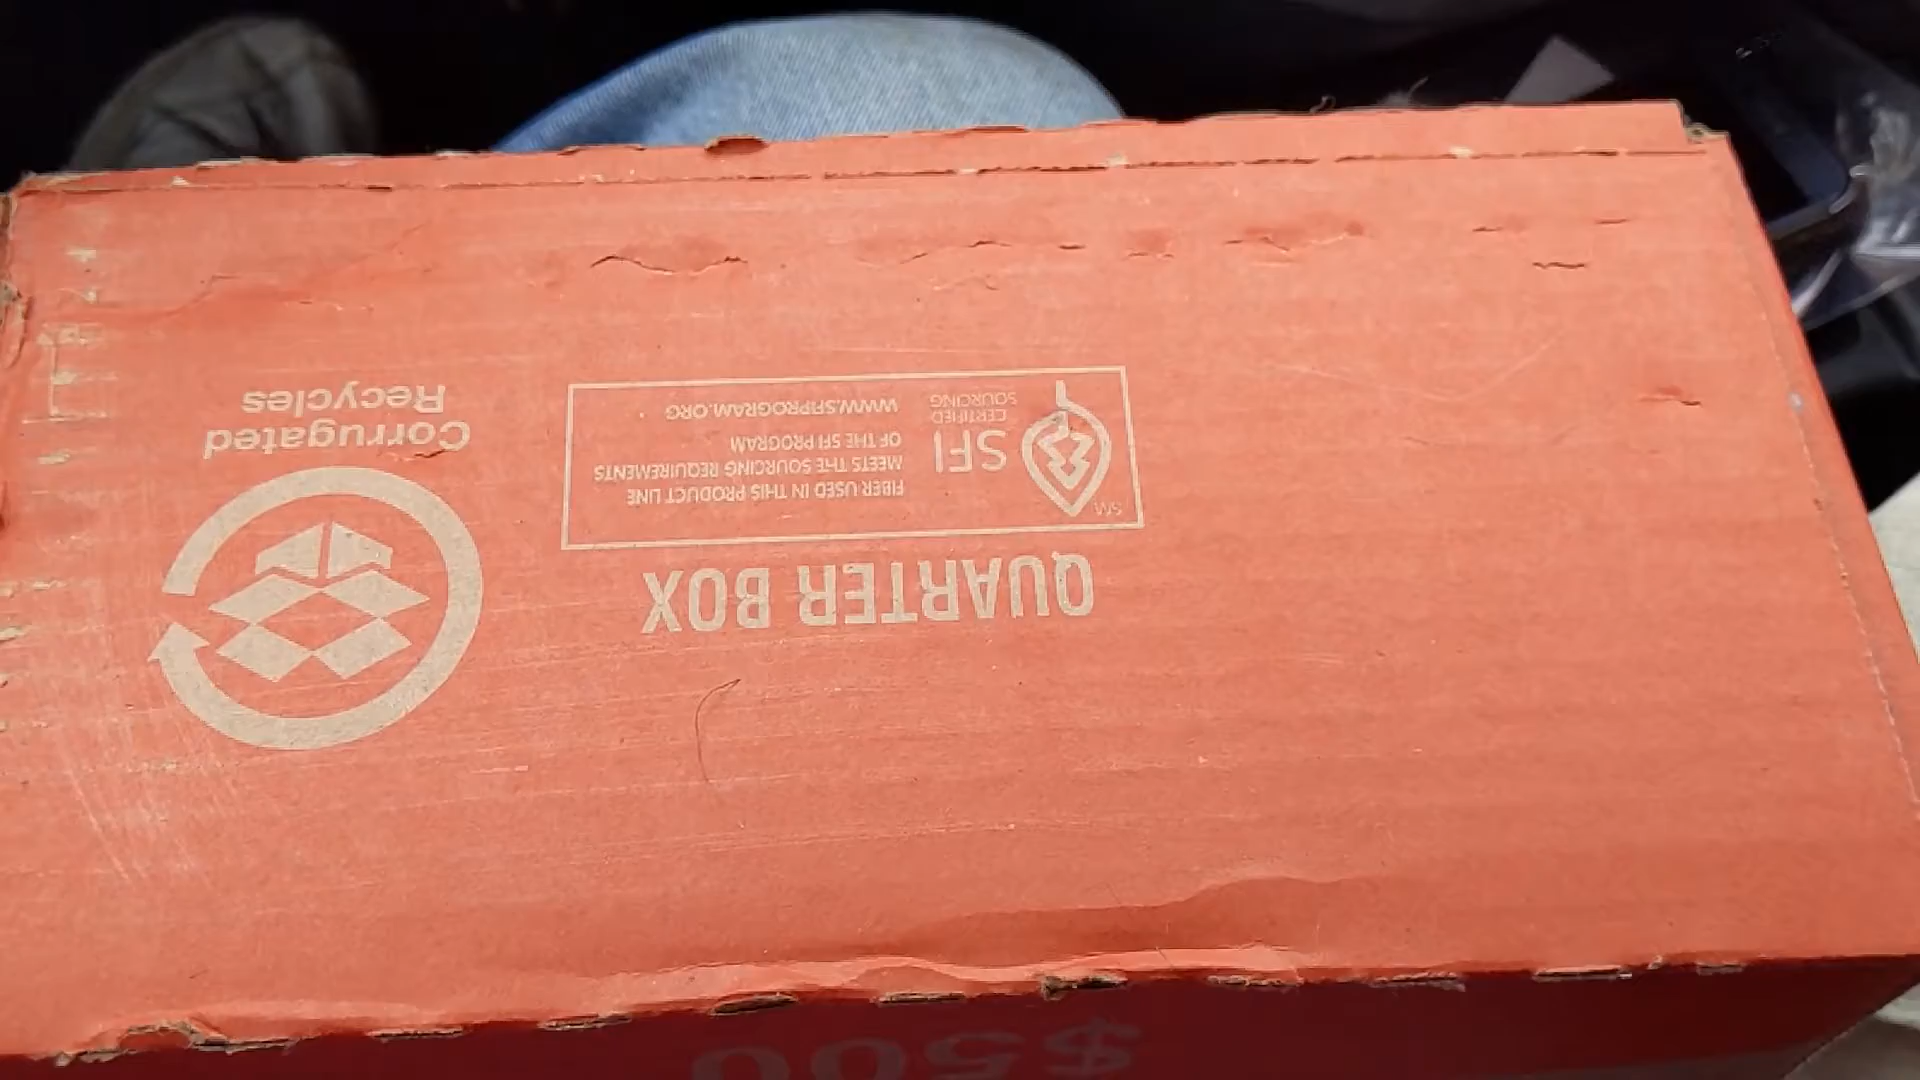 $500
QUARTER BOX
SM
SFI
CERTIFIED
SOURCING
FIBER USED IN THIS PRODUCT LINE
MEETS THE SOURCING REQUIREMENTS
OF THE SFI PROGRAM
WWW.SFIPROGRAM.ORG
Corrugated
Recycles